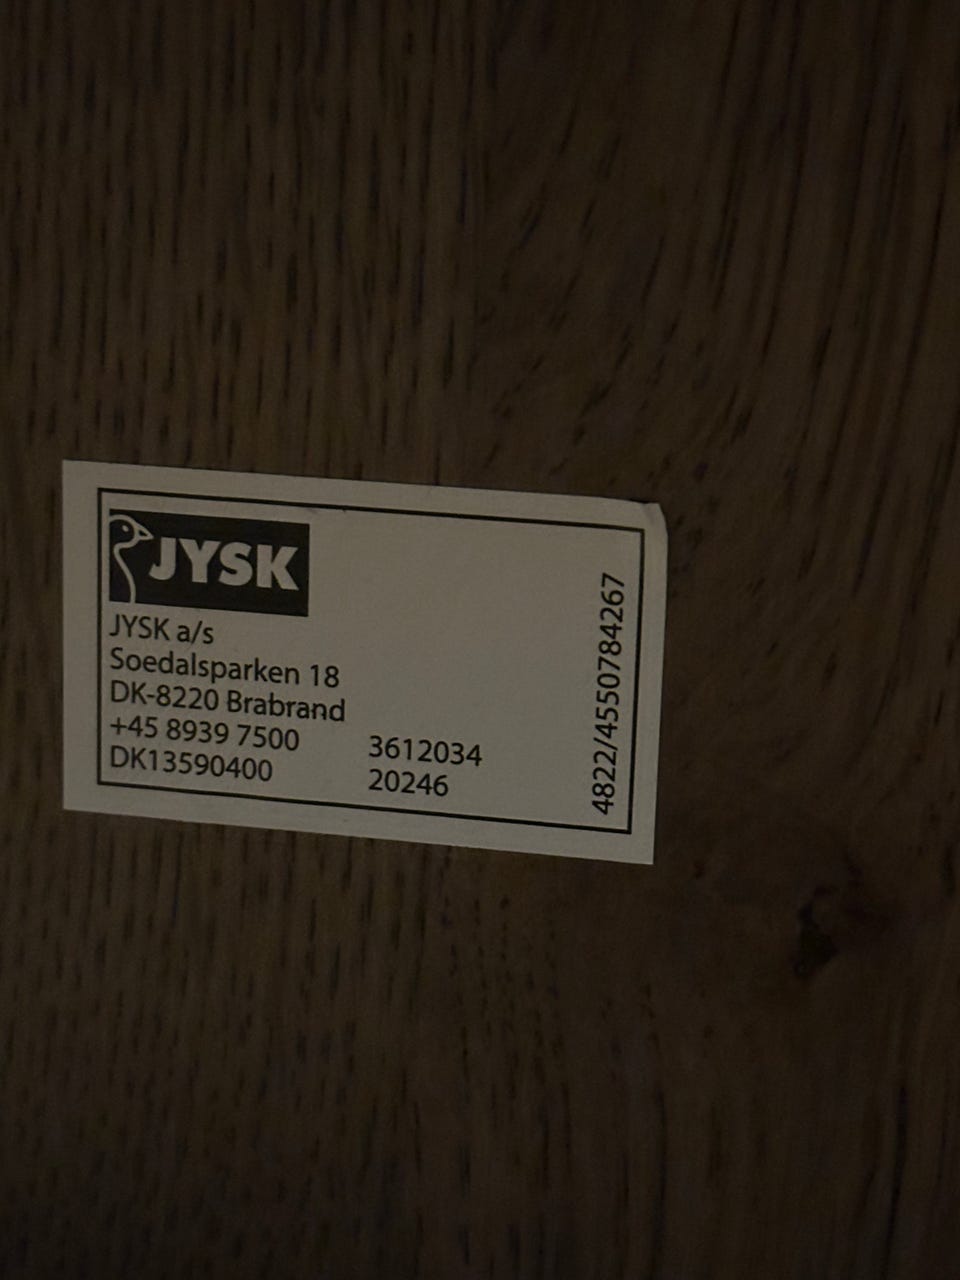 JYSK
JYSK a/s
Soedalsparken 18
DK-8220 Brabrand
+45 8939 7500
DK13590400
3612034
20246
4822/4550784267